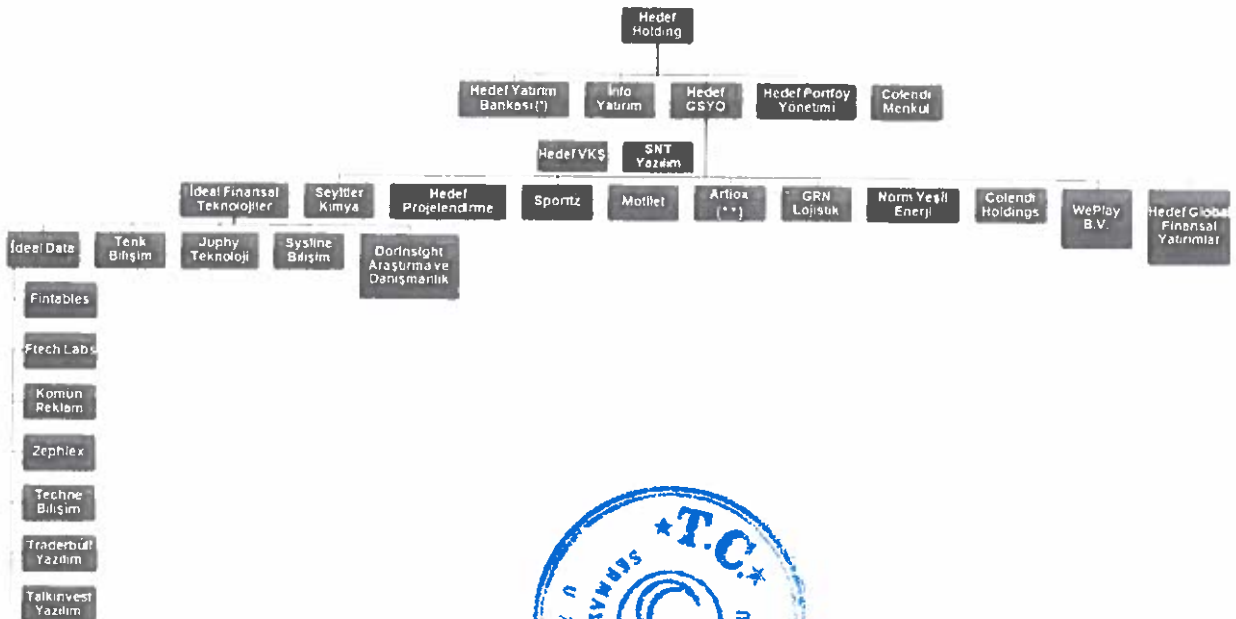 Hedef
Holding
Hedef Yatırım
Bankası(*)
İnfo
Yatırım
Hedef
GSYO
Hedef Portföy
Yönetimi
Colendi
Menkul
Hedef VKŞ
SNT
Yazılım
İdeal Finansal
Teknolojiler
Seyitler
Kimya
Hedef
Projelendirme
Sportz
Motilet
Artiox
(**)
GRN
Lojistik
Norm Yeşil
Enerji
Colendi
Holdings
WePlay
B.V.
Hedef Global
Finansal
Yatırımlar
İdeal Data
Tenk
Bilişim
Juphy
Teknoloji
Sysline
Bilişim
Dorinsight
Araştırma ve
Danışmanlık
Fintables
Ftech Labs
Komun
Reklam
Zephlex
Techne
Bilişim
Traderbull
Yazılım
Talkinvest
Yazılım
★T.C.★
SERMAY